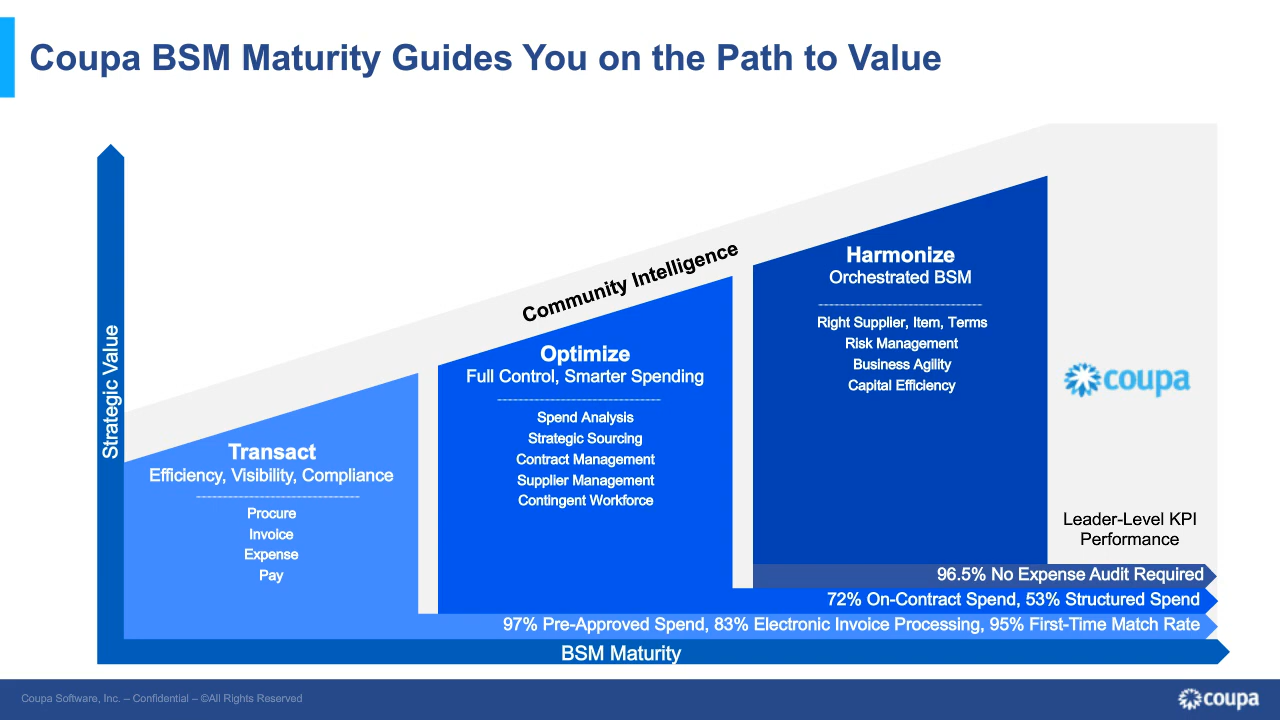 Coupa BSM Maturity Guides You on the Path to Value
Strategic Value
Community Intelligence
Transact
Efficiency, Visibility, Compliance
--------------------------------
Procure
Invoice
Expense
Pay
Optimize
Full Control, Smarter Spending
--------------------------------
Spend Analysis
Strategic Sourcing
Contract Management
Supplier Management
Contingent Workforce
Harmonize
Orchestrated BSM
--------------------------------
Right Supplier, Item, Terms
Risk Management
Business Agility
Capital Efficiency
coupa
Leader-Level KPI
Performance
96.5% No Expense Audit Required
72% On-Contract Spend, 53% Structured Spend
97% Pre-Approved Spend, 83% Electronic Invoice Processing, 95% First-Time Match Rate
BSM Maturity
Coupa Software, Inc. – Confidential – ©All Rights Reserved
coupa